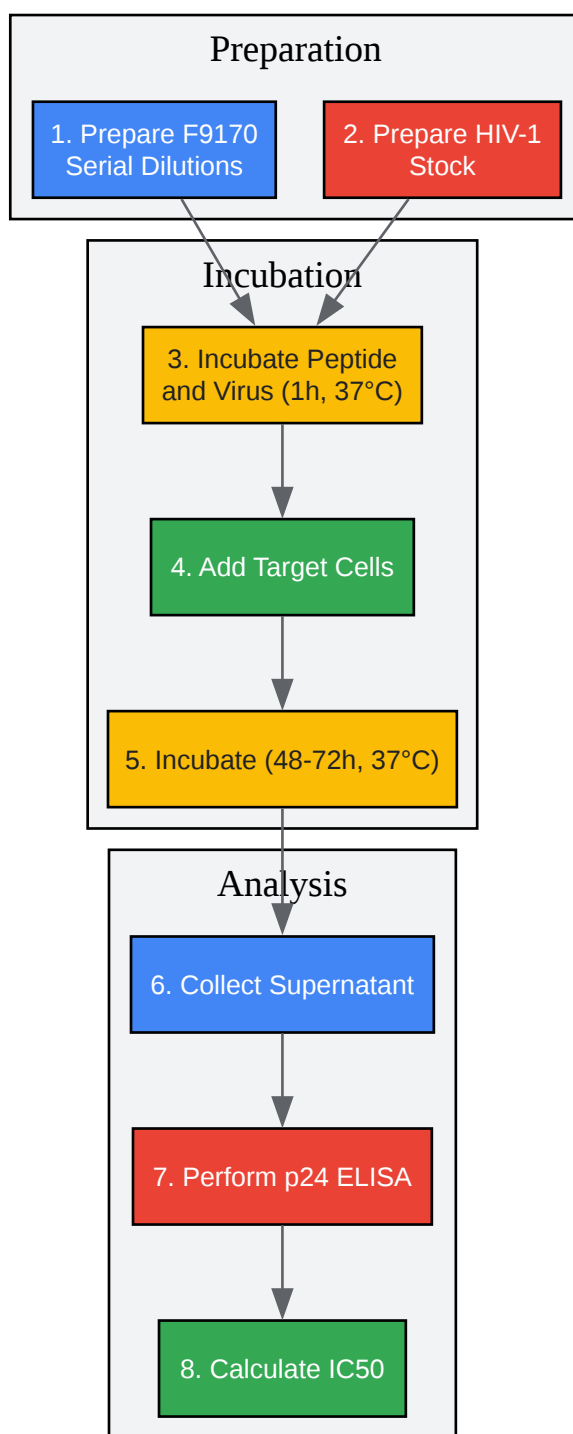 Preparation
1. Prepare F9170
Serial Dilutions
2. Prepare HIV-1
Stock
Incubation
3. Incubate Peptide
and Virus (1h, 37°C)
4. Add Target Cells
5. Incubate (48-72h, 37°C)
Analysis
6. Collect Supernatant
7. Perform p24 ELISA
8. Calculate IC50